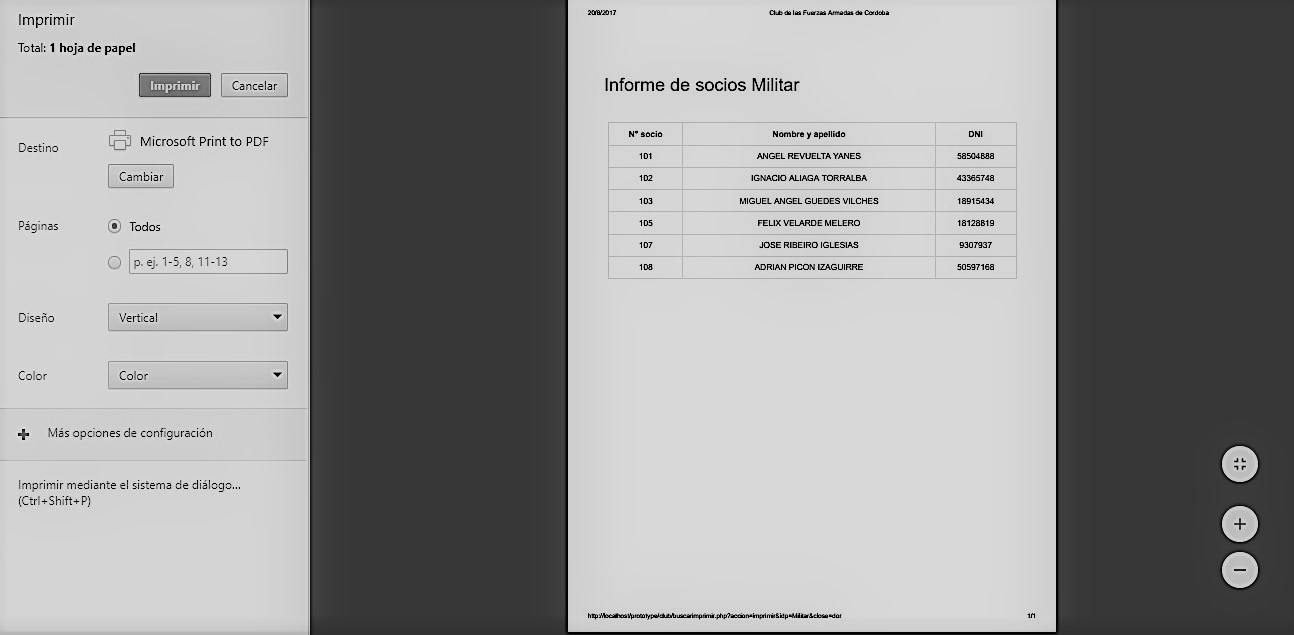 Imprimir
Total: 1 hoja de papel
Imprimir Cancelar
Destino Microsoft Print to PDF
Cambiar
Páginas Todos
p. ej. 1-5, 8, 11-13
Diseño Vertical
Color Color
Más opciones de configuración
Imprimir mediante el sistema de diálogo...
(Ctrl+Shift+P)
20/8/2017 Club de las Fuerzas Armadas de Cordoba
Informe de socios Militar
N° socio Nombre y apellido DNI
101 ANGEL REVUELTA YANES 58504888
102 IGNACIO ALIAGA TORRALBA 43365748
103 MIGUEL ANGEL GUEDES VILCHES 18915434
105 FELIX VELARDE MELERO 18128819
107 JOSE RIBEIRO IGLESIAS 9307937
108 ADRIAN PICON IZAGUIRRE 50597168
http://localhost/prototype/club/buscarimprimir.php?accion=imprimir&idp=Militar&close=dor 1/1